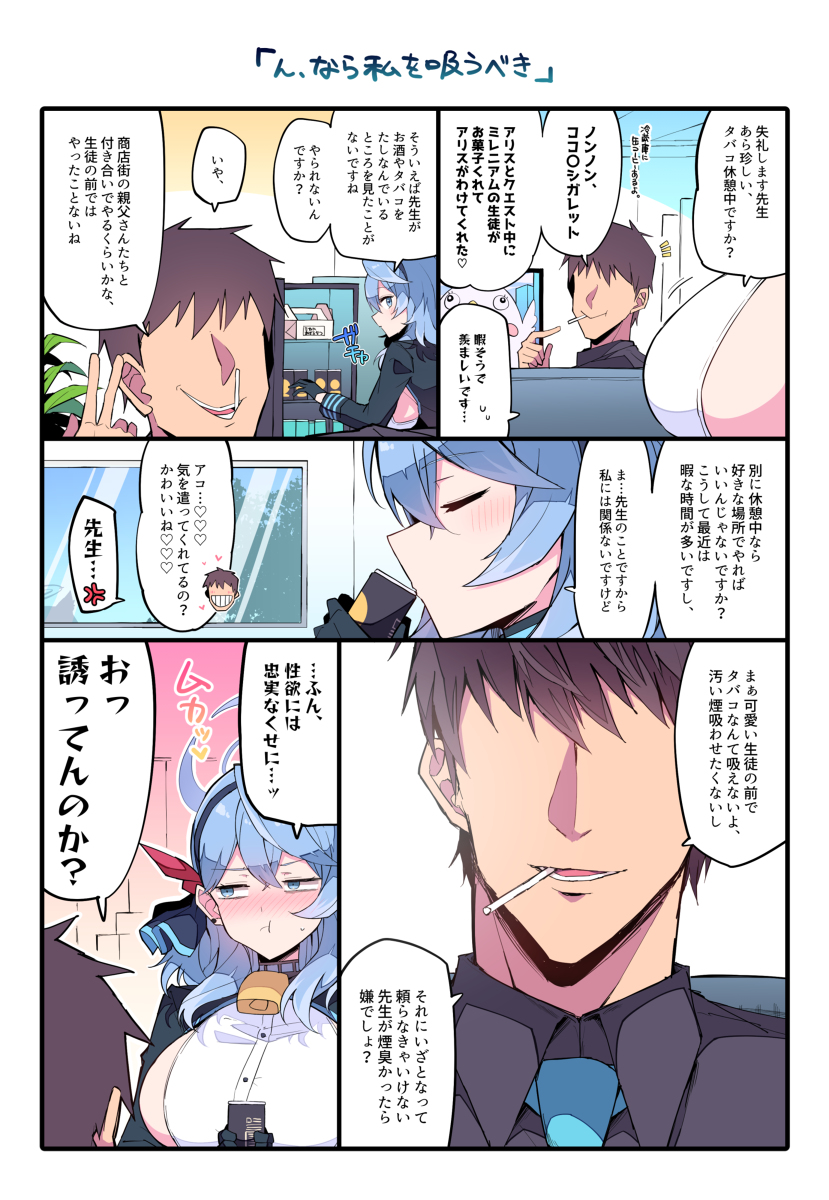 「ん、なら私を吸うべき」
失礼します先生
あら珍しい、
タバコ休憩中ですか？
冷蔵庫に
缶コーヒーあるよ。
ノンノン、
ココ〇シガレット
アリスとクエスト中に
ミレニアムの生徒が
お菓子くれて
アリスがわけてくれた♡
暇そうで
羨ましいです…
そういえば先生が
お酒やタバコを
たしなんでいる
ところを見たことが
ないですね
やられないん
ですか？
ガチャ
いや、
商店街の親父さんたちと
付き合いでやるくらいかな、
生徒の前では
やったことないね
別に休憩中なら
好きな場所でやれば
いいんじゃないですか？
こうして最近は
暇な時間が多いですし、
ま…先生のことですから
私には関係ないですけど
アコ…♡♡♡
気を遣ってくれてるの？
かわいいね♡♡♡
先生…
まぁ可愛い生徒の前で
タバコなんて吸えないよ、
汚い煙吸わせたくないし
それにいざとなって
頼らなきゃいけない
先生が煙臭かったら
嫌でしょ？
…ふん、
性欲には
忠実なくせに…ッ
ムカッ♡
おっ
誘ってんのか？